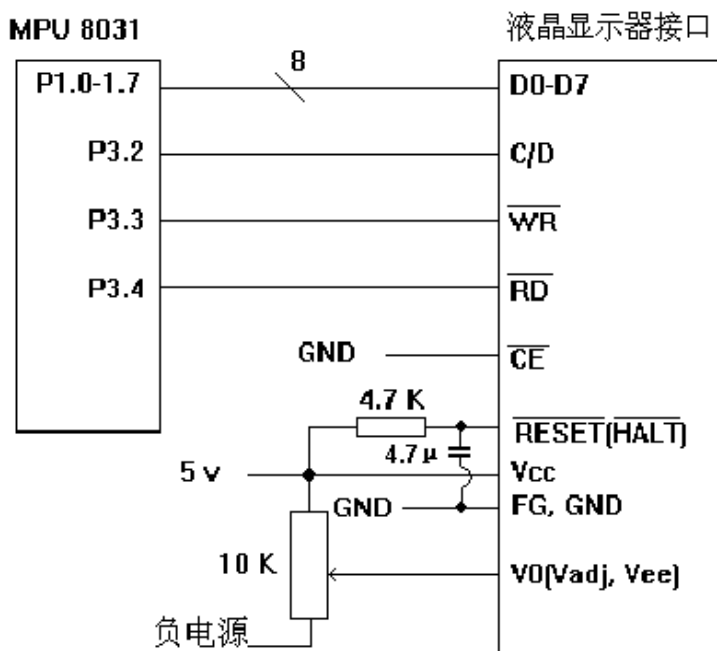 MPU 8031
液晶显示器接口
8
P1.0-1.7
D0-D7
P3.2
C/D
P3.3
WR
P3.4
RD
GND
CE
4.7 K
RESET(HALT)
4.7 μ
5 v
Vcc
GND
FG, GND
10 K
V0(Vadj, Vee)
负电源